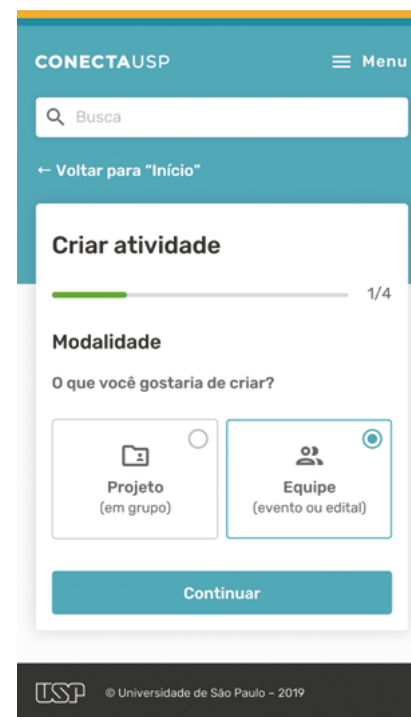 CONECTAUSP
Menu
Busca
← Voltar para “Início”
Criar atividade
1/4
Modalidade
O que você gostaria de criar?
Projeto
(em grupo)
Equipe
(evento ou edital)
Continuar
USP © Universidade de São Paulo – 2019